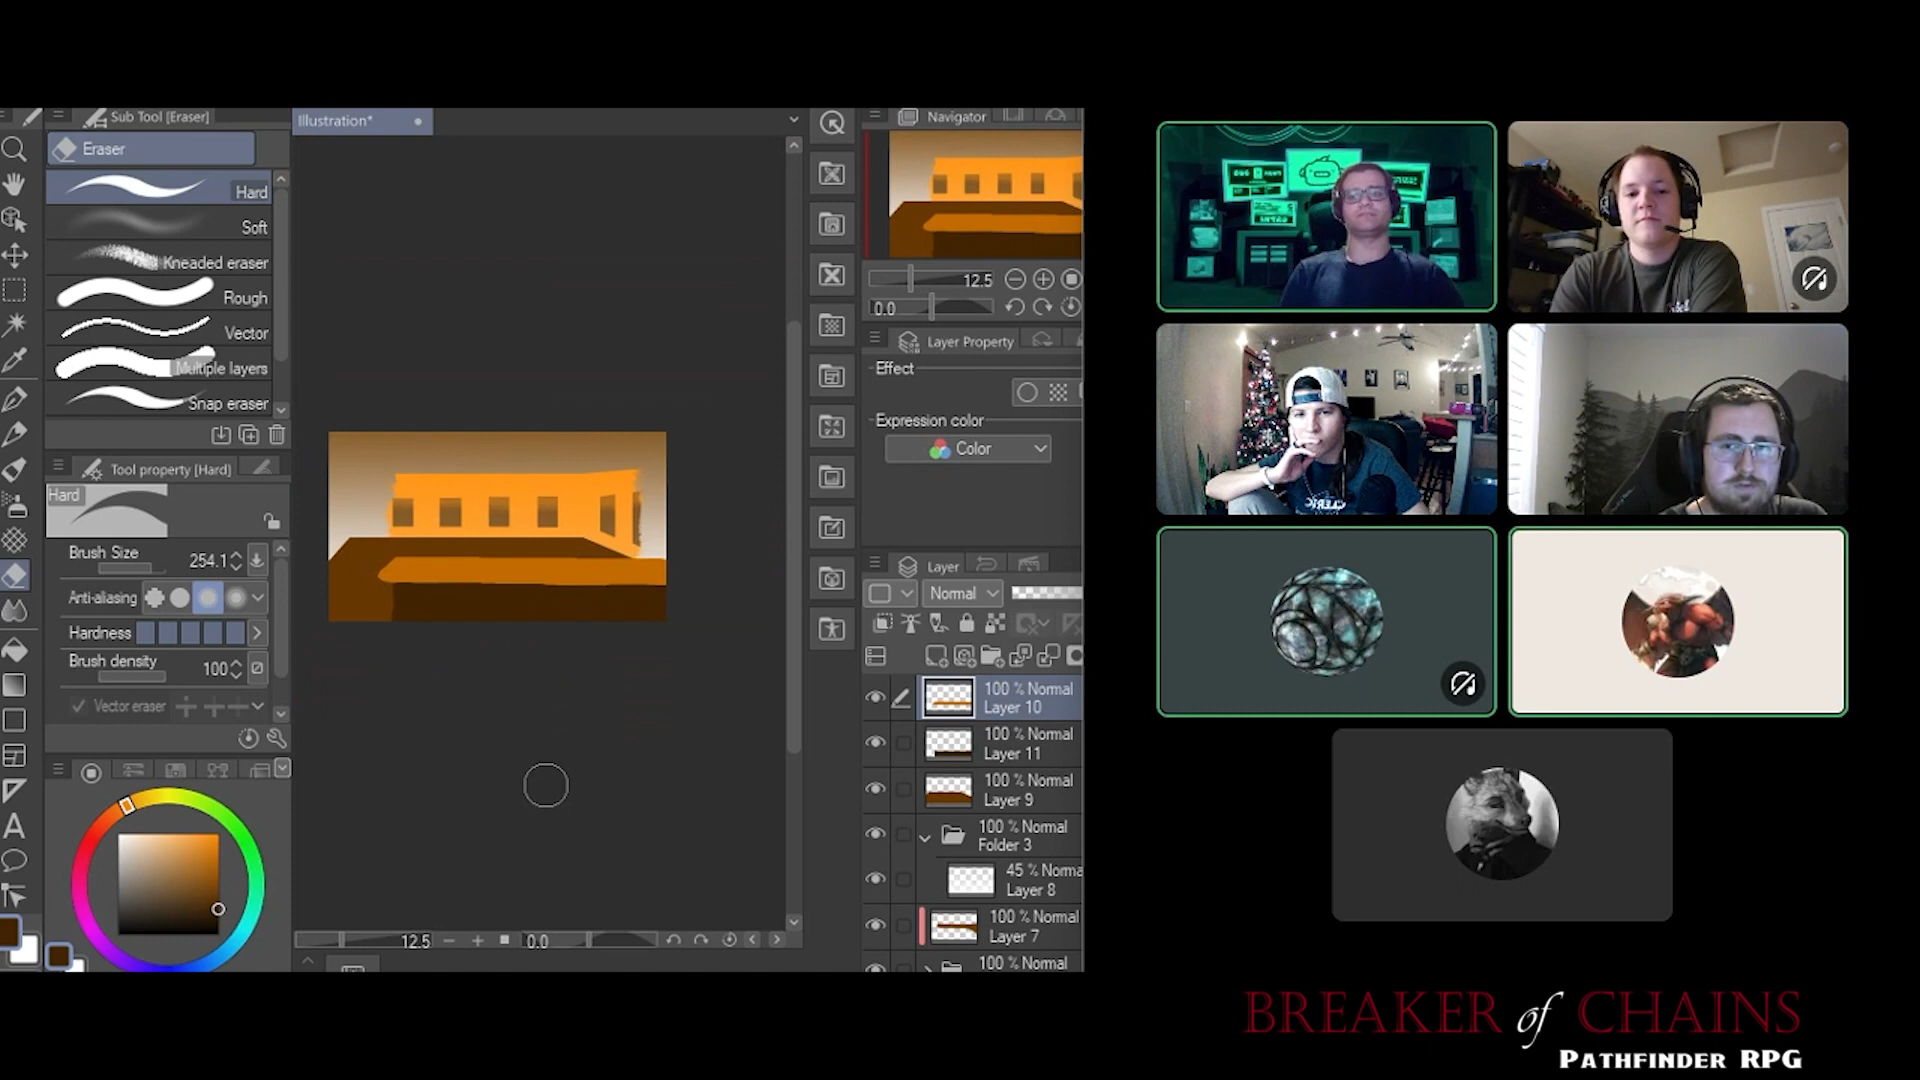 Sub Tool [Eraser]
Eraser
Hard
Soft
Kneaded eraser
Rough
Vector
Multiple layers
Snap eraser
Tool property [Hard]
Hard
Brush Size
254.1
Anti-aliasing
Hardness
Brush density
100
Vector eraser
Illustration*
12.5
0.0
Navigator
12.5
0.0
Layer Property
Effect
Expression color
Color
Layer
Normal
100 % Normal
Layer 10
100 % Normal
Layer 11
100 % Normal
Layer 9
100 % Normal
Folder 3
45 % Norma
Layer 8
100 % Normal
Layer 7
100 % Normal
BREAKER of CHAINS
PATHFINDER RPG